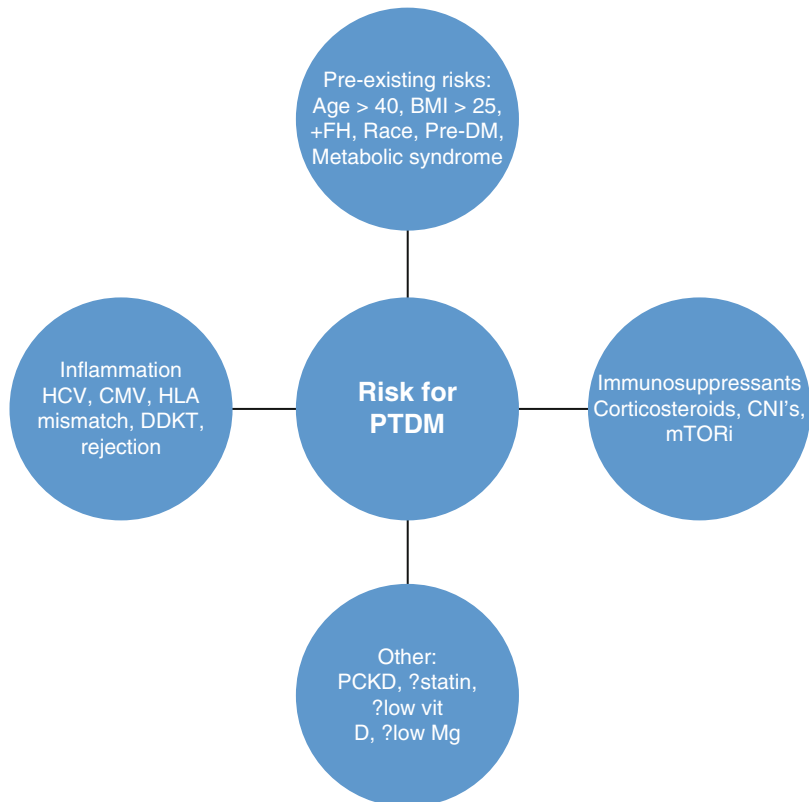 Pre-existing risks:
Age > 40, BMI > 25,
+FH, Race, Pre-DM,
Metabolic syndrome
Inflammation
HCV, CMV, HLA
mismatch, DDKT,
rejection
Risk for
PTDM
Immunosuppressants
Corticosteroids, CNI's,
mTORi
Other:
PCKD, ?statin,
?low vit
D, ?low Mg